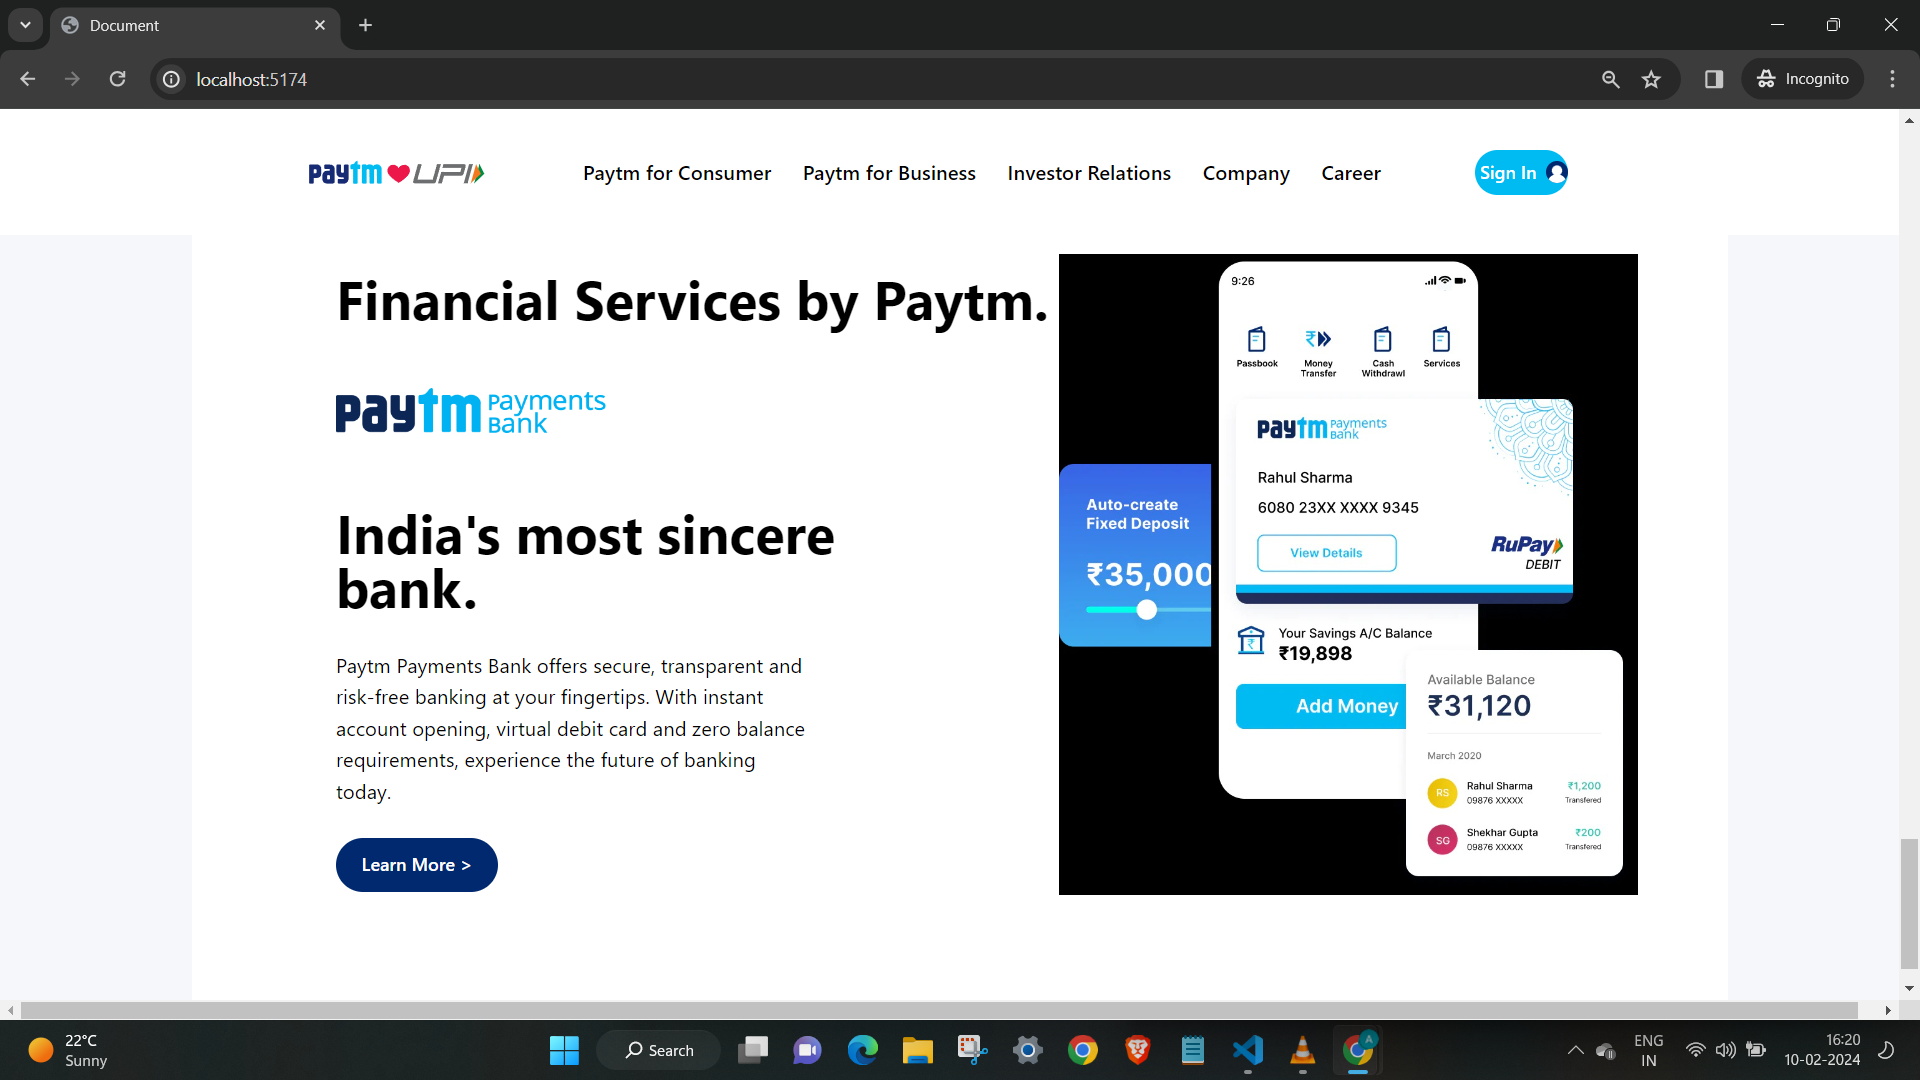 Document
localhost:5174
Incognito
paytm UPI
Paytm for Consumer
Paytm for Business
Investor Relations
Company
Career
Sign In
Financial Services by Paytm.
paytm Payments
Bank
India's most sincere
bank.
Paytm Payments Bank offers secure, transparent and
risk-free banking at your fingertips. With instant
account opening, virtual debit card and zero balance
requirements, experience the future of banking
today.
Learn More >
9:26
Passbook
Money
Transfer
Cash
Withdrawl
Services
paytm Payments
Bank
Rahul Sharma
6080 23XX XXXX 9345
View Details
RuPay
DEBIT
Auto-create
Fixed Deposit
₹35,000
Your Savings A/C Balance
₹19,898
Add Money
Available Balance
₹31,120
March 2020
RS
Rahul Sharma
₹1,200
09876 XXXXX
Transfered
SG
Shekhar Gupta
₹200
09876 XXXXX
Transfered
22°C
Sunny
Search
A
ENG
IN
16:20
10-02-2024